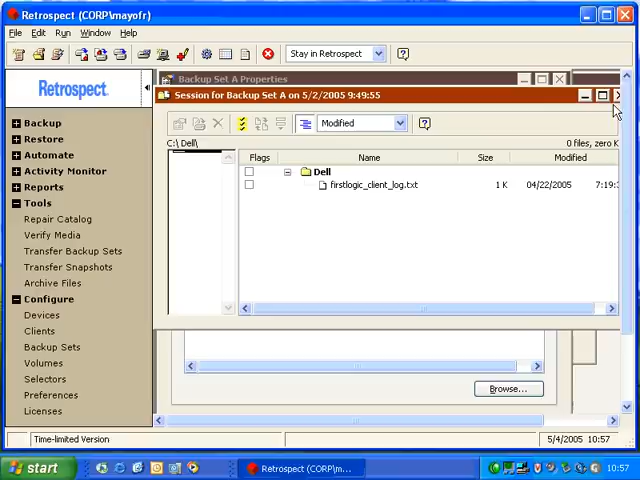 Retrospect (CORP\mayofr)
File Edit Run Window Help
Stay in Retrospect
Retrospect
Backup
Restore
Automate
Activity Monitor
Reports
Tools
Repair Catalog
Verify Media
Transfer Backup Sets
Transfer Snapshots
Archive Files
Configure
Devices
Clients
Backup Sets
Volumes
Selectors
Preferences
Licenses
Backup Set A Properties
Session for Backup Set A on 5/2/2005 9:49:55
Modified
C:\ Dell\
0 files, zero K
Flags Name Size Modified
Dell
firstlogic_client_log.txt 1 K 04/22/2005 7:19:
Browse...
Time-limited Version
5/4/2005 10:57
start
Retrospect (CORP\m...
10:57